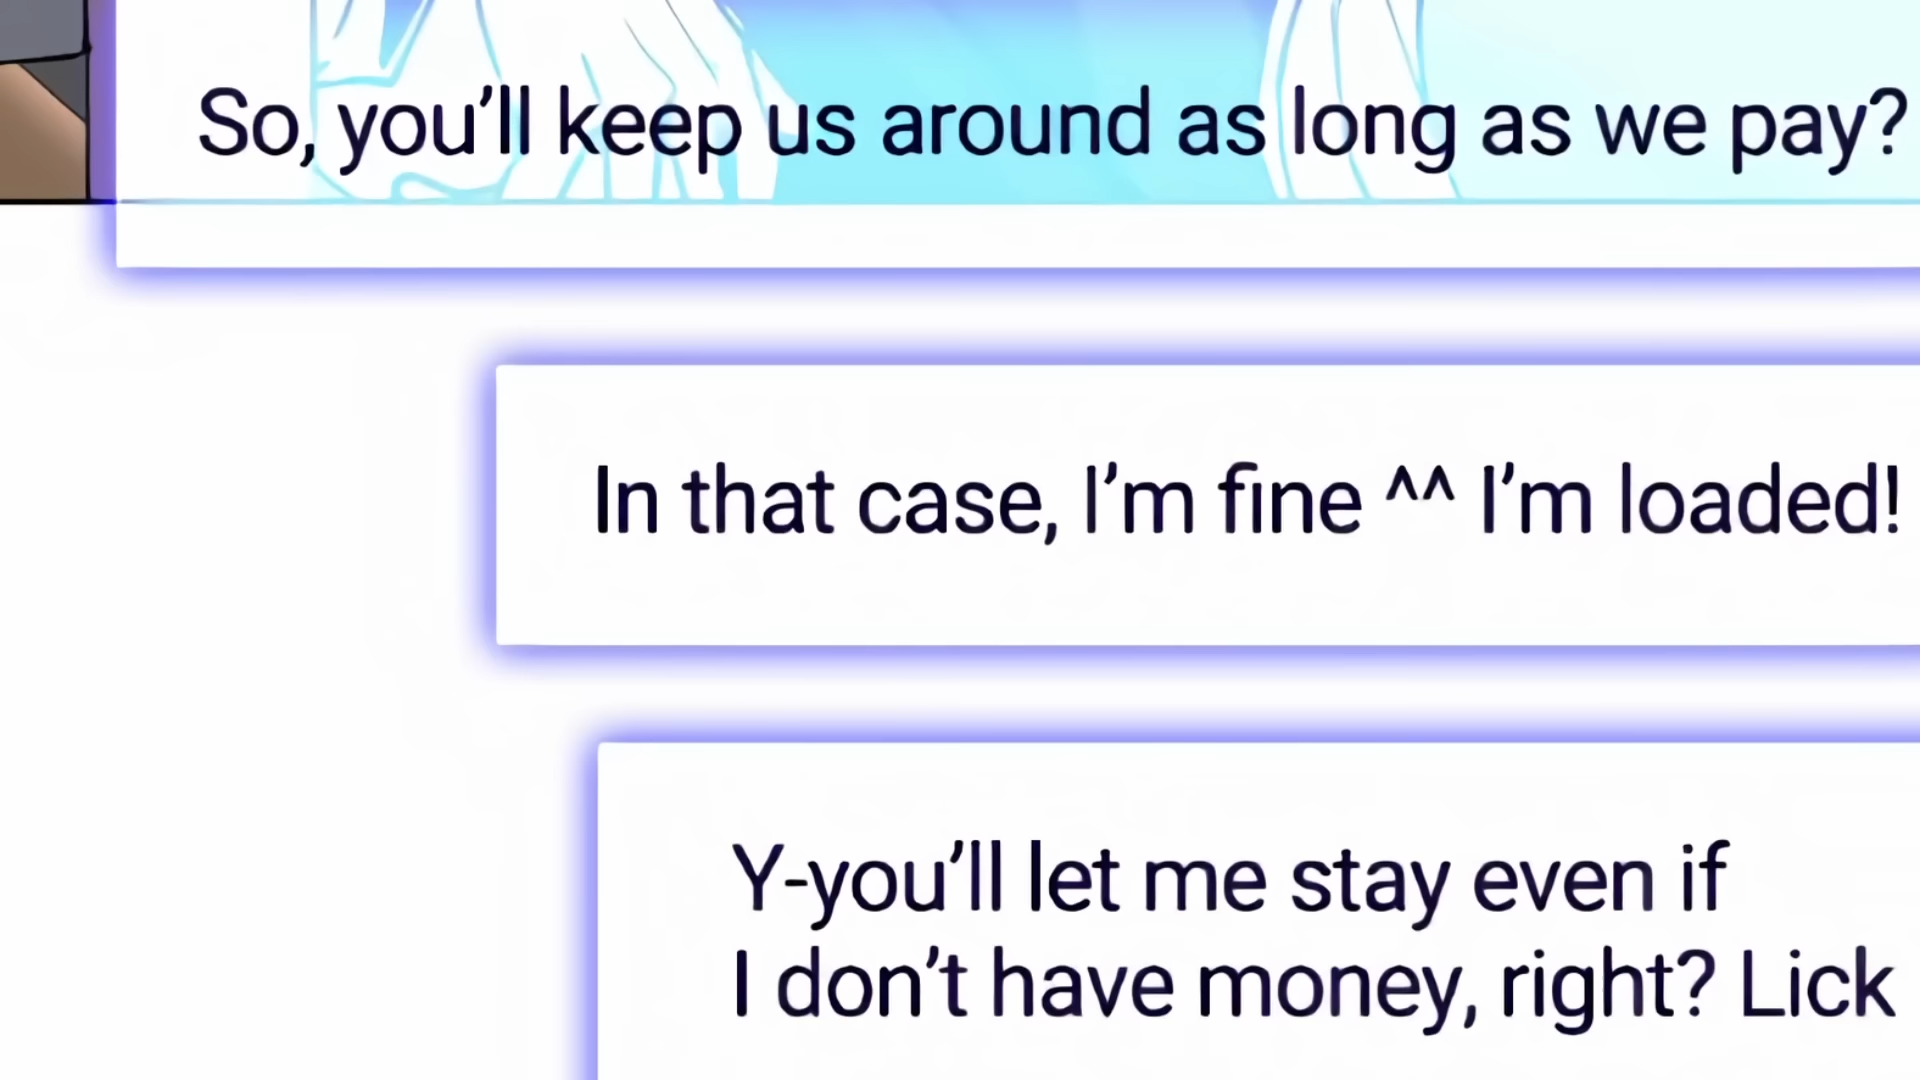 So, you’ll keep us around as long as we pay?
In that case, I’m fine ^^ I’m loaded!
Y-you’ll let me stay even if
I don’t have money, right? Lick